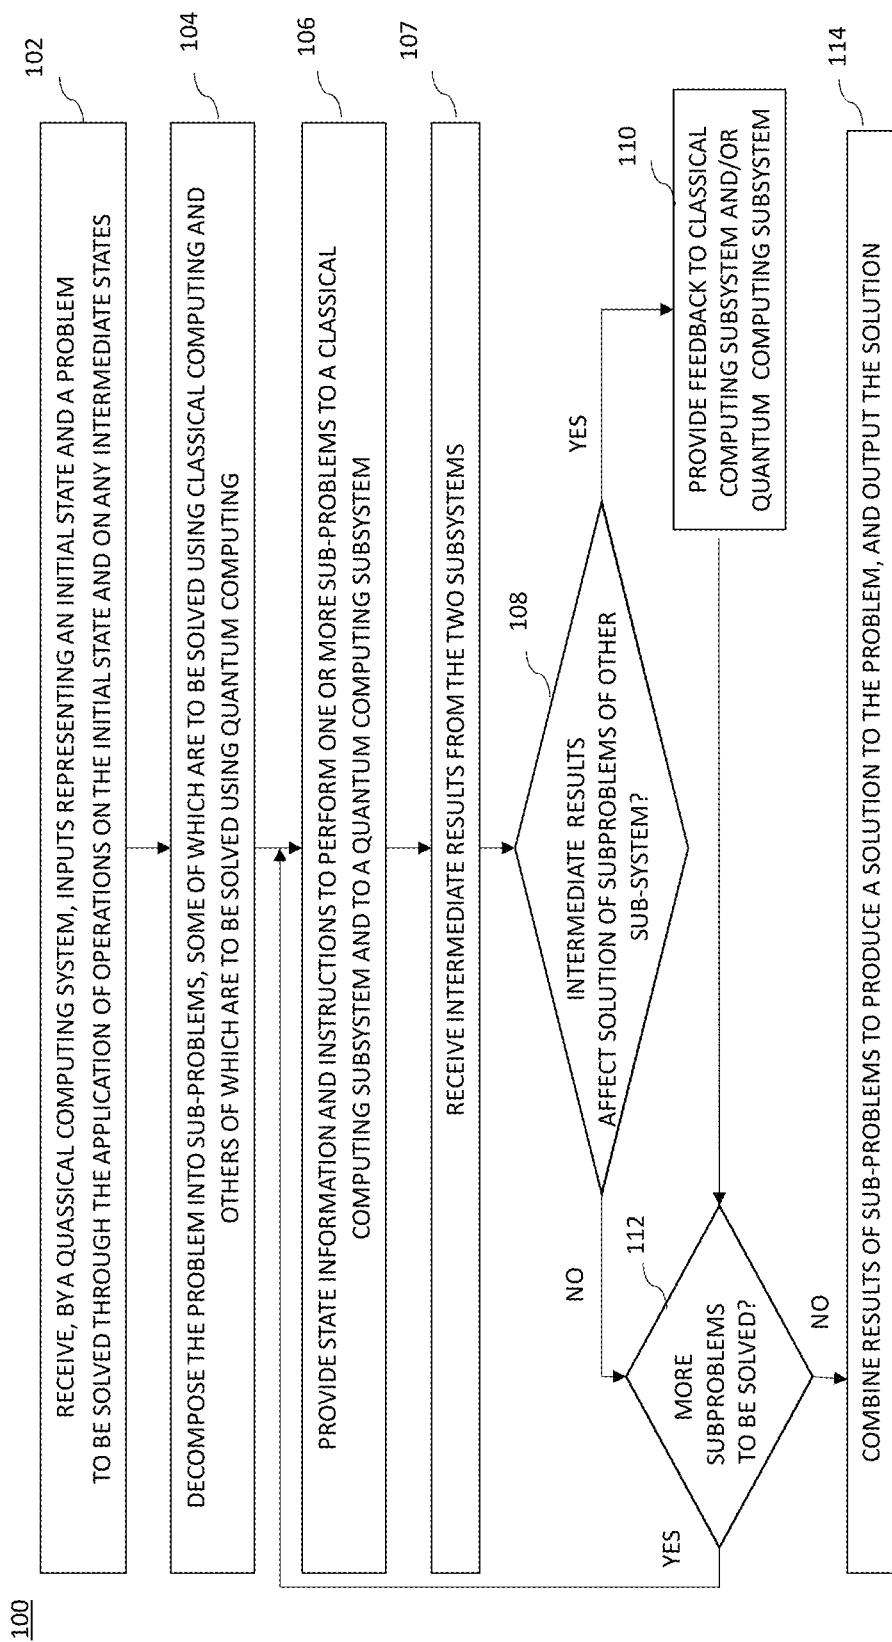 100
102
RECEIVE, BY A QUASSICAL COMPUTING SYSTEM, INPUTS REPRESENTING AN INITIAL STATE AND A PROBLEM
TO BE SOLVED THROUGH THE APPLICATION OF OPERATIONS ON THE INITIAL STATE AND ON ANY INTERMEDIATE STATES
104
DECOMPOSE THE PROBLEM INTO SUB-PROBLEMS, SOME OF WHICH ARE TO BE SOLVED USING CLASSICAL COMPUTING AND
OTHERS OF WHICH ARE TO BE SOLVED USING QUANTUM COMPUTING
106
PROVIDE STATE INFORMATION AND INSTRUCTIONS TO PERFORM ONE OR MORE SUB-PROBLEMS TO A CLASSICAL
COMPUTING SUBSYSTEM AND TO A QUANTUM COMPUTING SUBSYSTEM
107
RECEIVE INTERMEDIATE RESULTS FROM THE TWO SUBSYSTEMS
108
INTERMEDIATE RESULTS
AFFECT SOLUTION OF SUBPROBLEMS OF OTHER
SUB-SYSTEM?
NO
YES
110
PROVIDE FEEDBACK TO CLASSICAL
COMPUTING SUBSYSTEM AND/OR
QUANTUM COMPUTING SUBSYSTEM
112
MORE
SUBPROBLEMS
TO BE SOLVED?
YES
NO
114
COMBINE RESULTS OF SUB-PROBLEMS TO PRODUCE A SOLUTION TO THE PROBLEM, AND OUTPUT THE SOLUTION